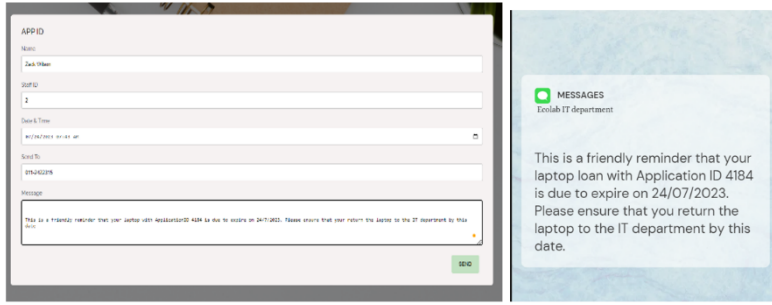 APP ID
Name
Staff ID
2
Date & Time
Send To
Message
This is a friendly reminder that your laptop with ApplicationID 4184 is due to expire on 24/7/2023. Please ensure that your return the laptop to the IT department by this
date
SEND
MESSAGES
Ecolab IT department
This is a friendly reminder that your
laptop loan with Application ID 4184
is due to expire on 24/07/2023.
Please ensure that you return the
laptop to the IT department by this
date.